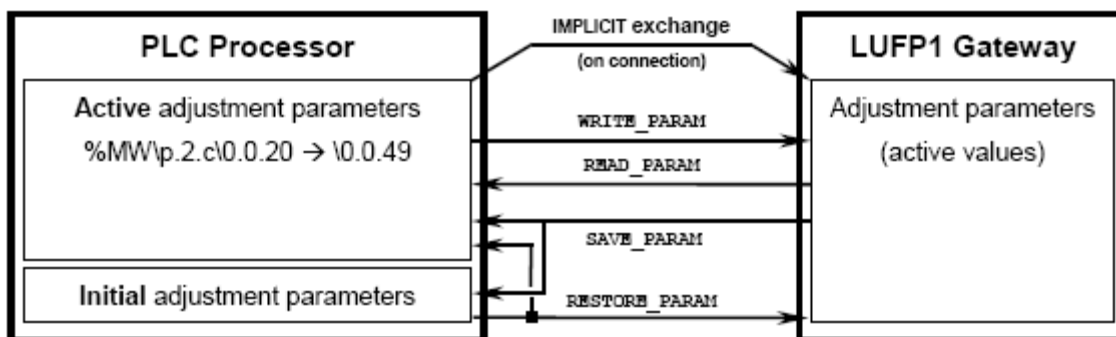 PLC Processor
Active adjustment parameters
%MW\p.2.c\0.0.20 → \0.0.49
Initial adjustment parameters
IMPLICIT exchange
(on connection)
WRITE_PARAM
READ_PARAM
SAVE_PARAM
RESTORE_PARAM
LUFP1 Gateway
Adjustment parameters
(active values)